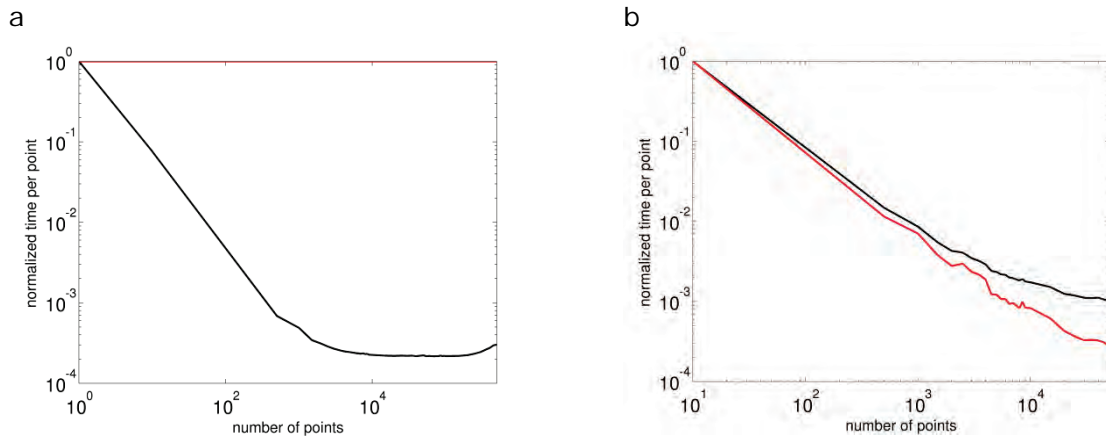 a
10^0
10^-1
10^-2
10^-3
10^-4
normalized time per point
10^0
10^2
10^4
number of points
b
10^0
10^-1
10^-2
10^-3
10^-4
normalized time per point
10^1
10^2
10^3
10^4
number of points